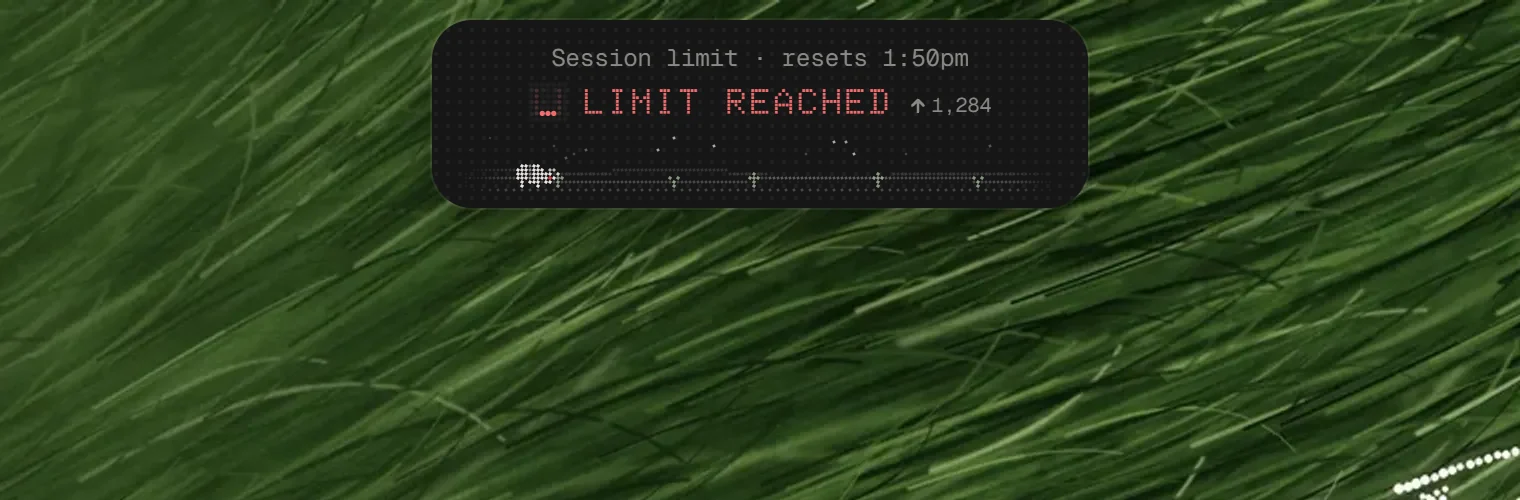 Session limit · resets 1:50pm
LIMIT REACHED ↑ 1,284